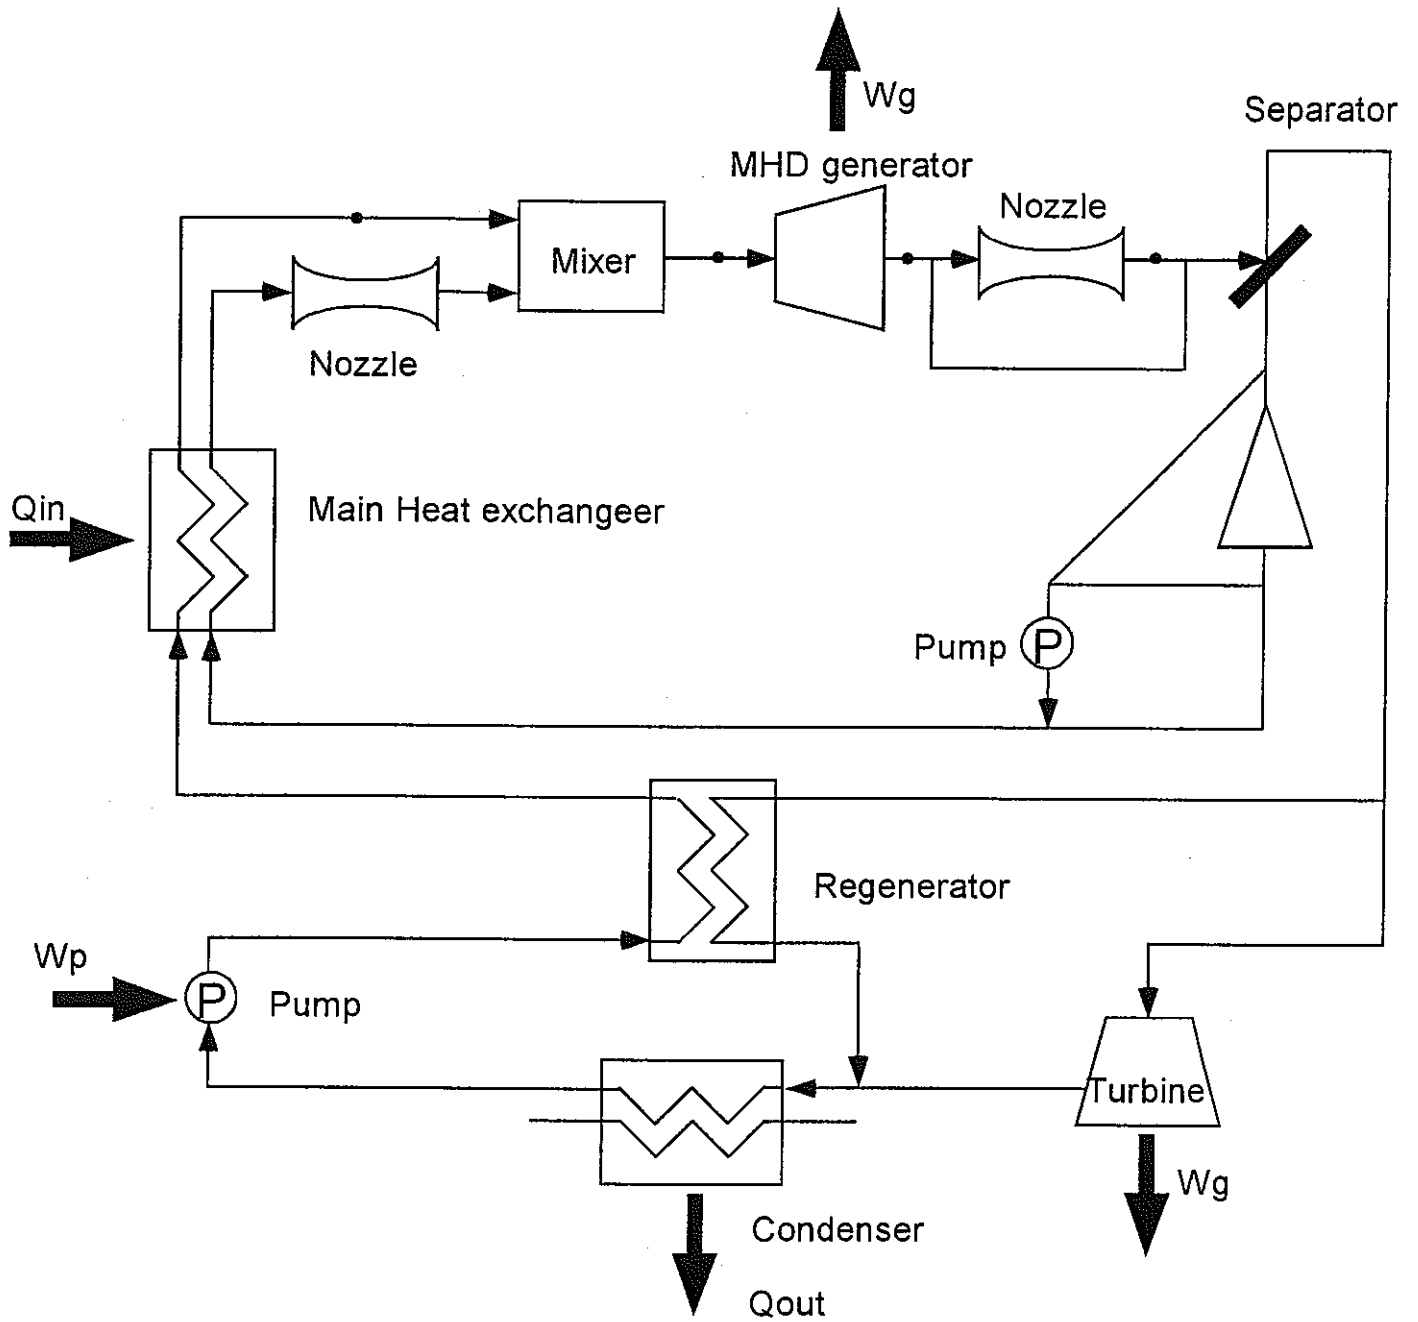 Wg
Separator
MHD generator
Nozzle
Mixer
Nozzle
Qin
Main Heat exchangeer
Pump
P
Regenerator
Wp
P
Pump
Turbine
Wg
Condenser
Qout